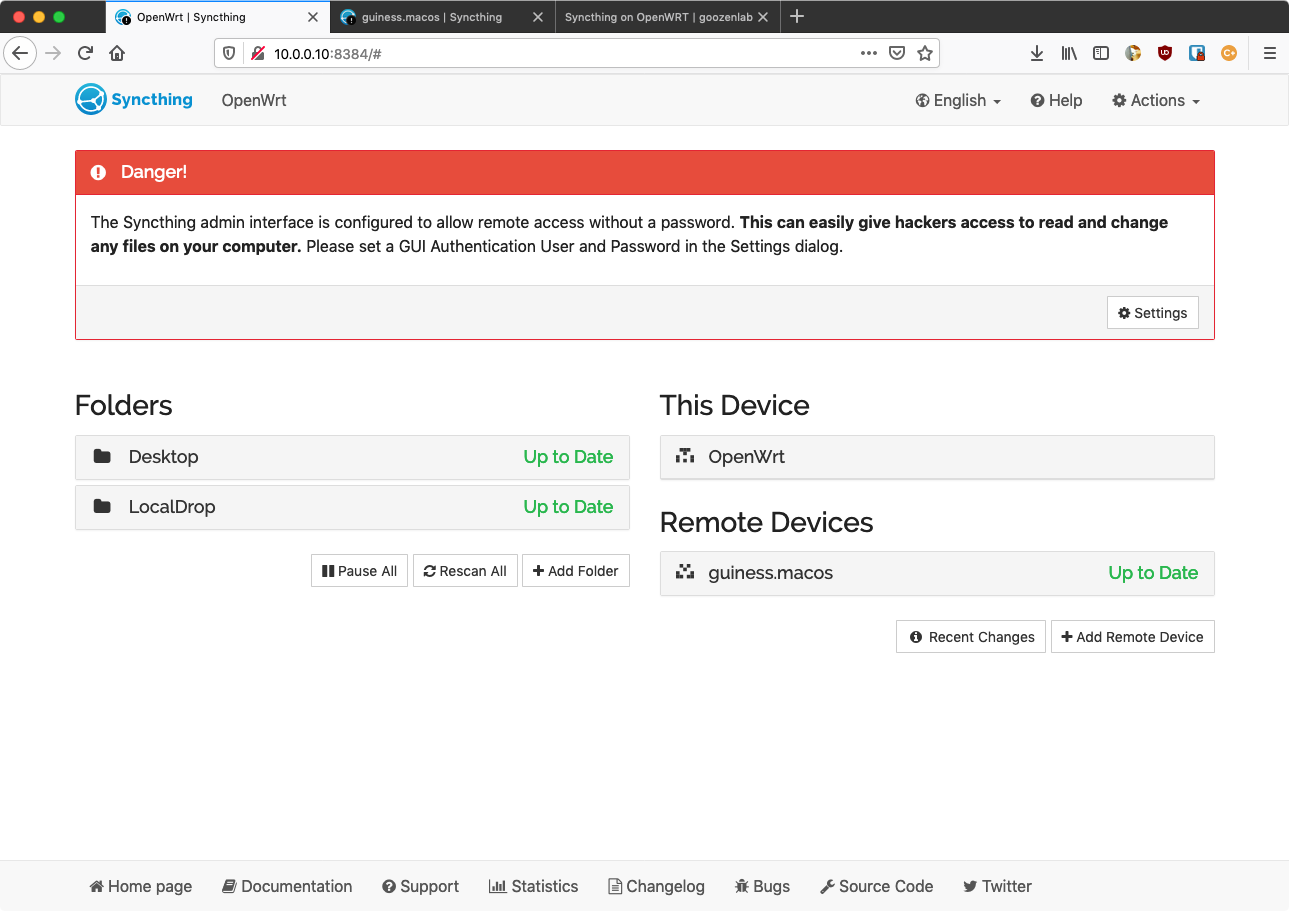 OpenWrt | Syncthing
guiness.macos | Syncthing
Syncthing on OpenWRT | goozenlab
10.0.0.10:8384/#
Syncthing
OpenWrt
English
Help
Actions
Danger!
The Syncthing admin interface is configured to allow remote access without a password. This can easily give hackers access to read and change
any files on your computer. Please set a GUI Authentication User and Password in the Settings dialog.
Settings
Folders
Desktop Up to Date
LocalDrop Up to Date
Pause All
Rescan All
Add Folder
This Device
OpenWrt
Remote Devices
guiness.macos Up to Date
Recent Changes
Add Remote Device
Home page
Documentation
Support
Statistics
Changelog
Bugs
Source Code
Twitter